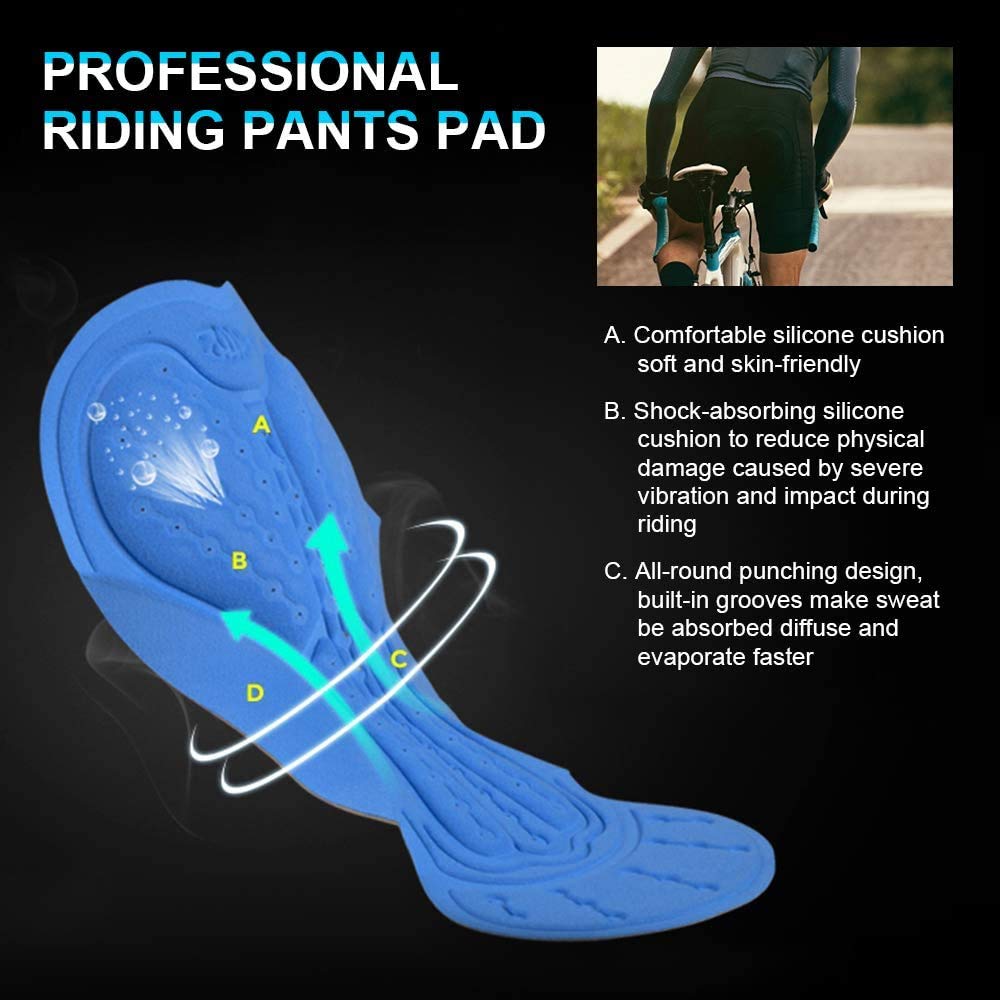 PROFESSIONAL
RIDING PANTS PAD
A. Comfortable silicone cushion
soft and skin-friendly
B. Shock-absorbing silicone
cushion to reduce physical
damage caused by severe
vibration and impact during
riding
C. All-round punching design,
built-in grooves make sweat
be absorbed diffuse and
evaporate faster
A
B
C
D